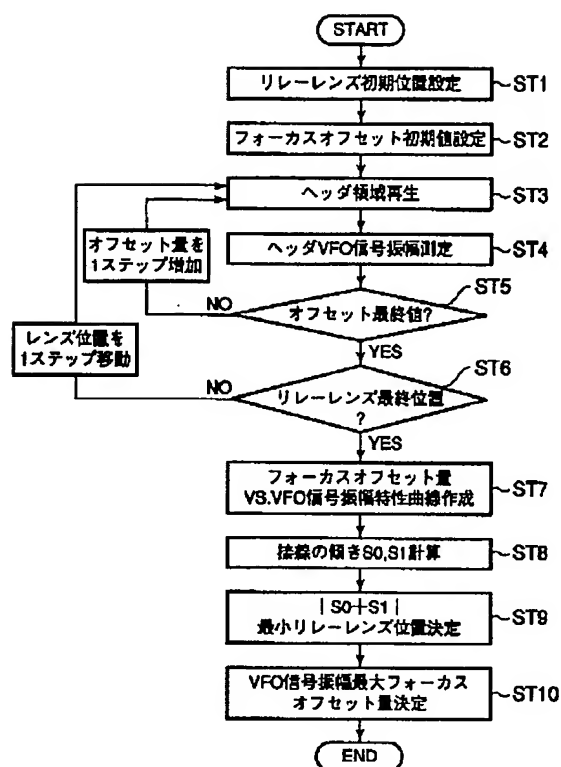 START
リレーレンズ初期位置設定
ST1
フォーカスオフセット初期値設定
ST2
ヘッダ領域再生
ST3
オフセット量を
1ステップ増加
ヘッダVFO信号振幅測定
ST4
ST5
オフセット最終値?
NO
YES
レンズ位置を
1ステップ移動
ST6
リレーレンズ最終位置
?
NO
YES
フォーカスオフセット量
VS.VFO信号振幅特性曲線作成
ST7
接線の傾きS0,S1計算
ST8
|S0+S1|
最小リレーレンズ位置決定
ST9
VFO信号振幅最大フォーカス
オフセット量決定
ST10
END